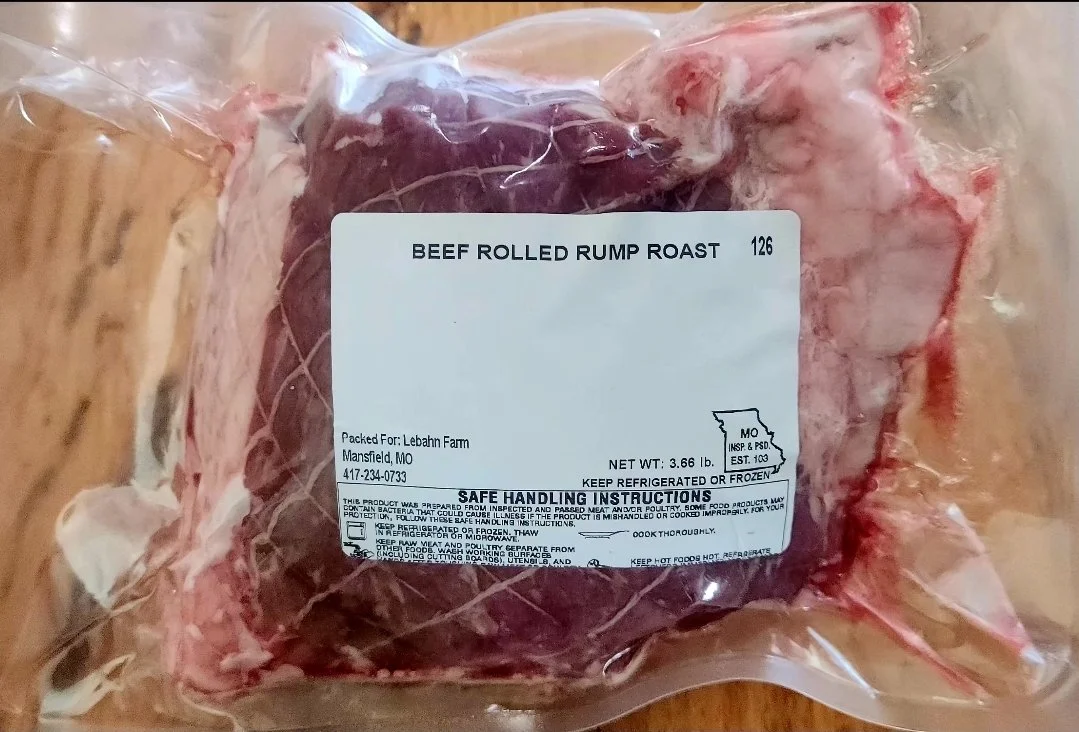 BEEF ROLLED RUMP ROAST 126
Packed For: Lebahn Farm
Mansfield, MO
417-234-0733
MO
INSP. & PSD.
EST. 103
NET WT: 3.66 lb.
KEEP REFRIGERATED OR FROZEN
SAFE HANDLING INSTRUCTIONS
THIS PRODUCT WAS PREPARED FROM INSPECTED AND PASSED MEAT AND/OR POULTRY. SOME FOOD PRODUCTS MAY
CONTAIN BACTERIA THAT COULD CAUSE ILLNESS IF THE PRODUCT IS MISHANDLED OR COOKED IMPROPERLY. FOR YOUR
PROTECTION, FOLLOW THESE SAFE HANDLING INSTRUCTIONS.
KEEP REFRIGERATED OR FROZEN. THAW
IN REFRIGERATOR OR MICROWAVE.
KEEP RAW MEAT AND POULTRY SEPARATE FROM
OTHER FOODS. WASH WORKING SURFACES
(INCLUDING CUTTING BOARDS), UTENSILS, AND
COOK THOROUGHLY.
KEEP HOT FOODS HOT.